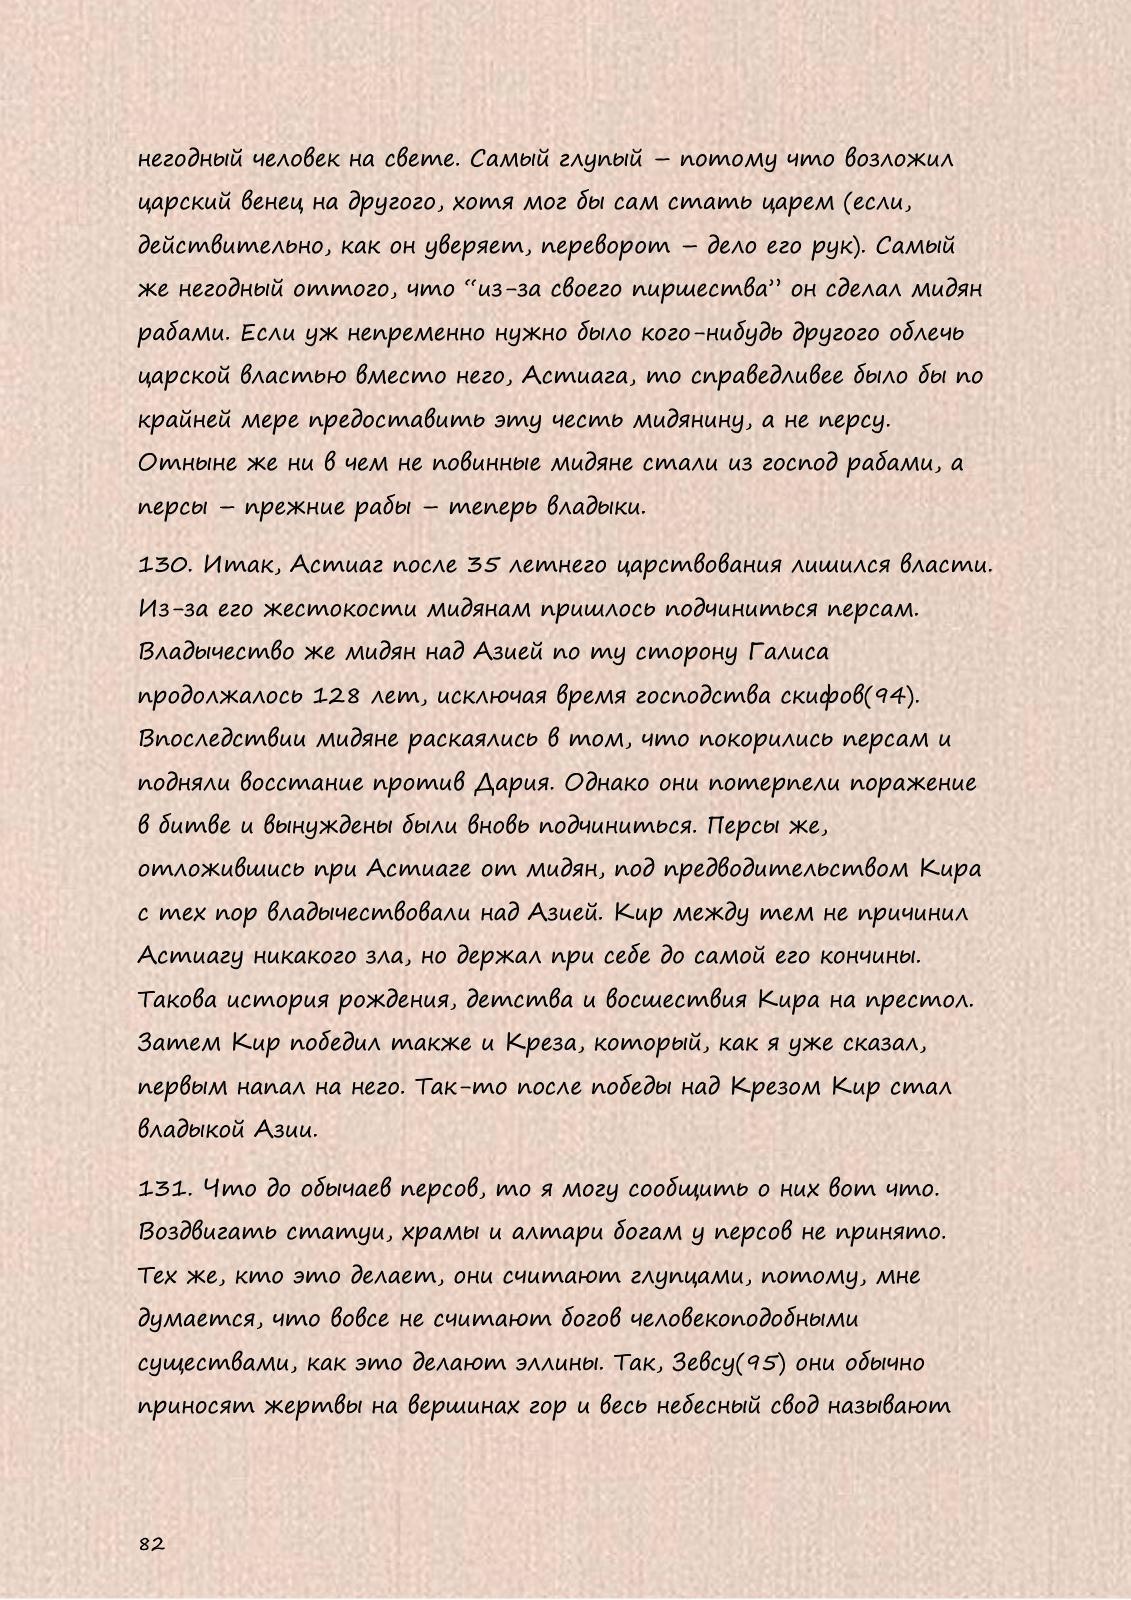 негодный человек на свете. Самый глупый – потому что возложил
царский венец на другого, хотя мог бы сам стать царем (если,
действительно, как он уверяет, переворот – дело его рук). Самый
же негодный оттого, что “из-за своего пиршества” он сделал мидян
рабами. Если уж непременно нужно было кого-нибудь другого облечь
царской властью вместо него, Астиага, то справедливее было бы по
крайней мере предоставить эту честь мидянину, а не персу.
Отныне же ни в чем не повинные мидяне стали из господ рабами, а
персы – прежние рабы – теперь владыки.
130. Итак, Астиаг после 35 летнего царствования лишился власти.
Из-за его жестокости мидянам пришлось подчиниться персам.
Владычество же мидян над Азией по ту сторону Галиса
продолжалось 128 лет, исключая время господства скифов(94).
Впоследствии мидяне раскаялись в том, что покорились персам и
подняли восстание против Дария. Однако они потерпели поражение
в битве и вынуждены были вновь подчиниться. Персы же,
отложившись при Астиаге от мидян, под предводительством Кира
с тех пор владычествовали над Азией. Кир между тем не причинил
Астиагу никакого зла, но держал при себе до самой его кончины.
Такова история рождения, детства и восшествия Кира на престол.
Затем Кир победил также и Креза, который, как я уже сказал,
первым напал на него. Так-то после победы над Крезом Кир стал
владыкой Азии.
131. Что до обычаев персов, то я могу сообщить о них вот что.
Воздвигать статуи, храмы и алтари богам у персов не принято.
Тех же, кто это делает, они считают глупцами, потому, мне
думается, что вовсе не считают богов человекоподобными
существами, как это делают эллины. Так, Зевсу(95) они обычно
приносят жертвы на вершинах гор и весь небесный свод называют
82